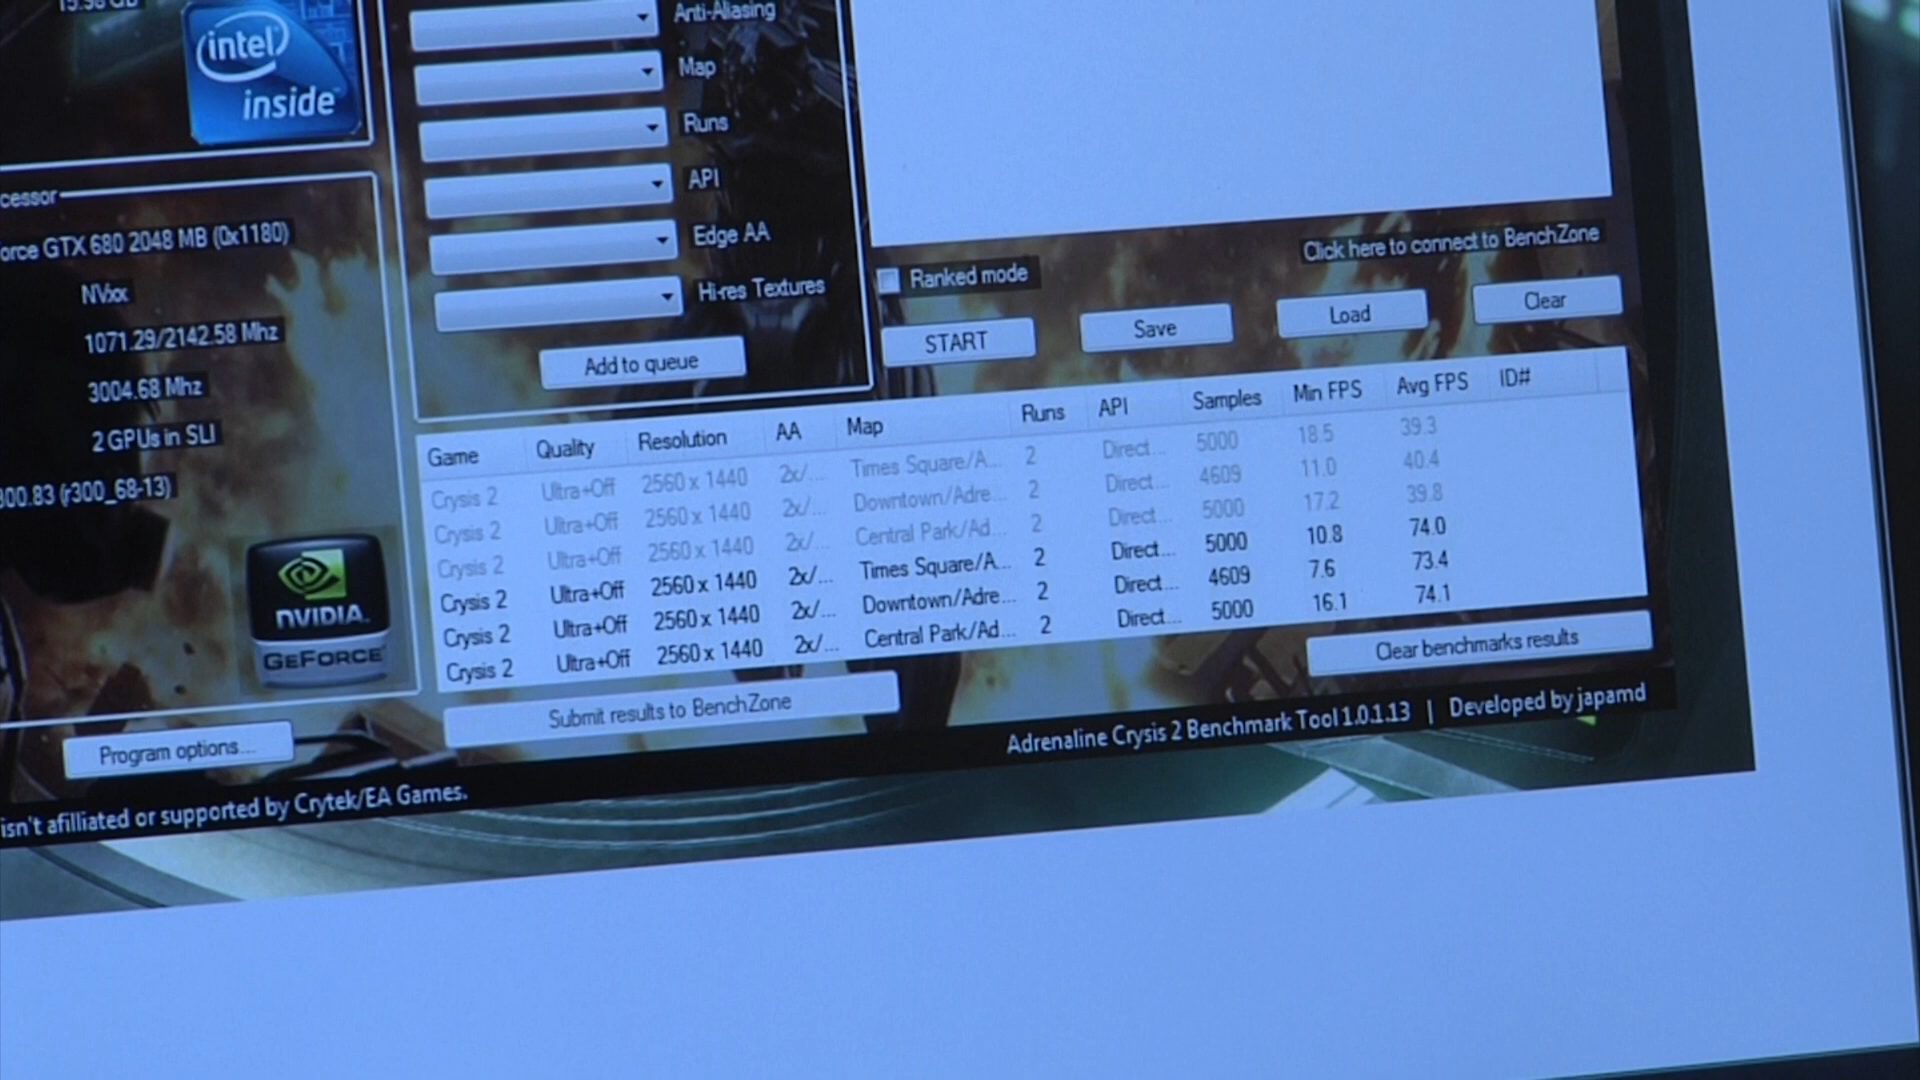 intel
inside
Anti-Aliasing
Map
Runs
API
Edge AA
Hi-res Textures
Add to queue
cessor
orce GTX 680 2048 MB (0x1180)
NVxx
1071.29/2142.58 Mhz
3004.68 Mhz
2 GPUs in SLI
300.83 (r300_68-13)
NVIDIA.
GEFORCE
Program options...
Click here to connect to BenchZone
Ranked mode
START Save Load Clear
Game Quality Resolution AA Map Runs API Samples Min FPS Avg FPS ID#
Crysis 2 Ultra+Off 2560 x 1440 2x/... Times Square/A... 2 Direct... 5000 18.5 39.3
Crysis 2 Ultra+Off 2560 x 1440 2x/... Downtown/Adre... 2 Direct... 4609 11.0 40.4
Crysis 2 Ultra+Off 2560 x 1440 2x/... Central Park/Ad... 2 Direct... 5000 17.2 39.8
Crysis 2 Ultra+Off 2560 x 1440 2x/... Times Square/A... 2 Direct... 5000 10.8 74.0
Crysis 2 Ultra+Off 2560 x 1440 2x/... Downtown/Adre... 2 Direct... 4609 7.6 73.4
Crysis 2 Ultra+Off 2560 x 1440 2x/... Central Park/Ad... 2 Direct... 5000 16.1 74.1
Submit results to BenchZone
Clear benchmarks results
Adrenaline Crysis 2 Benchmark Tool 1.0.1.13 | Developed by japamd
isn't afilliated or supported by Crytek/EA Games.